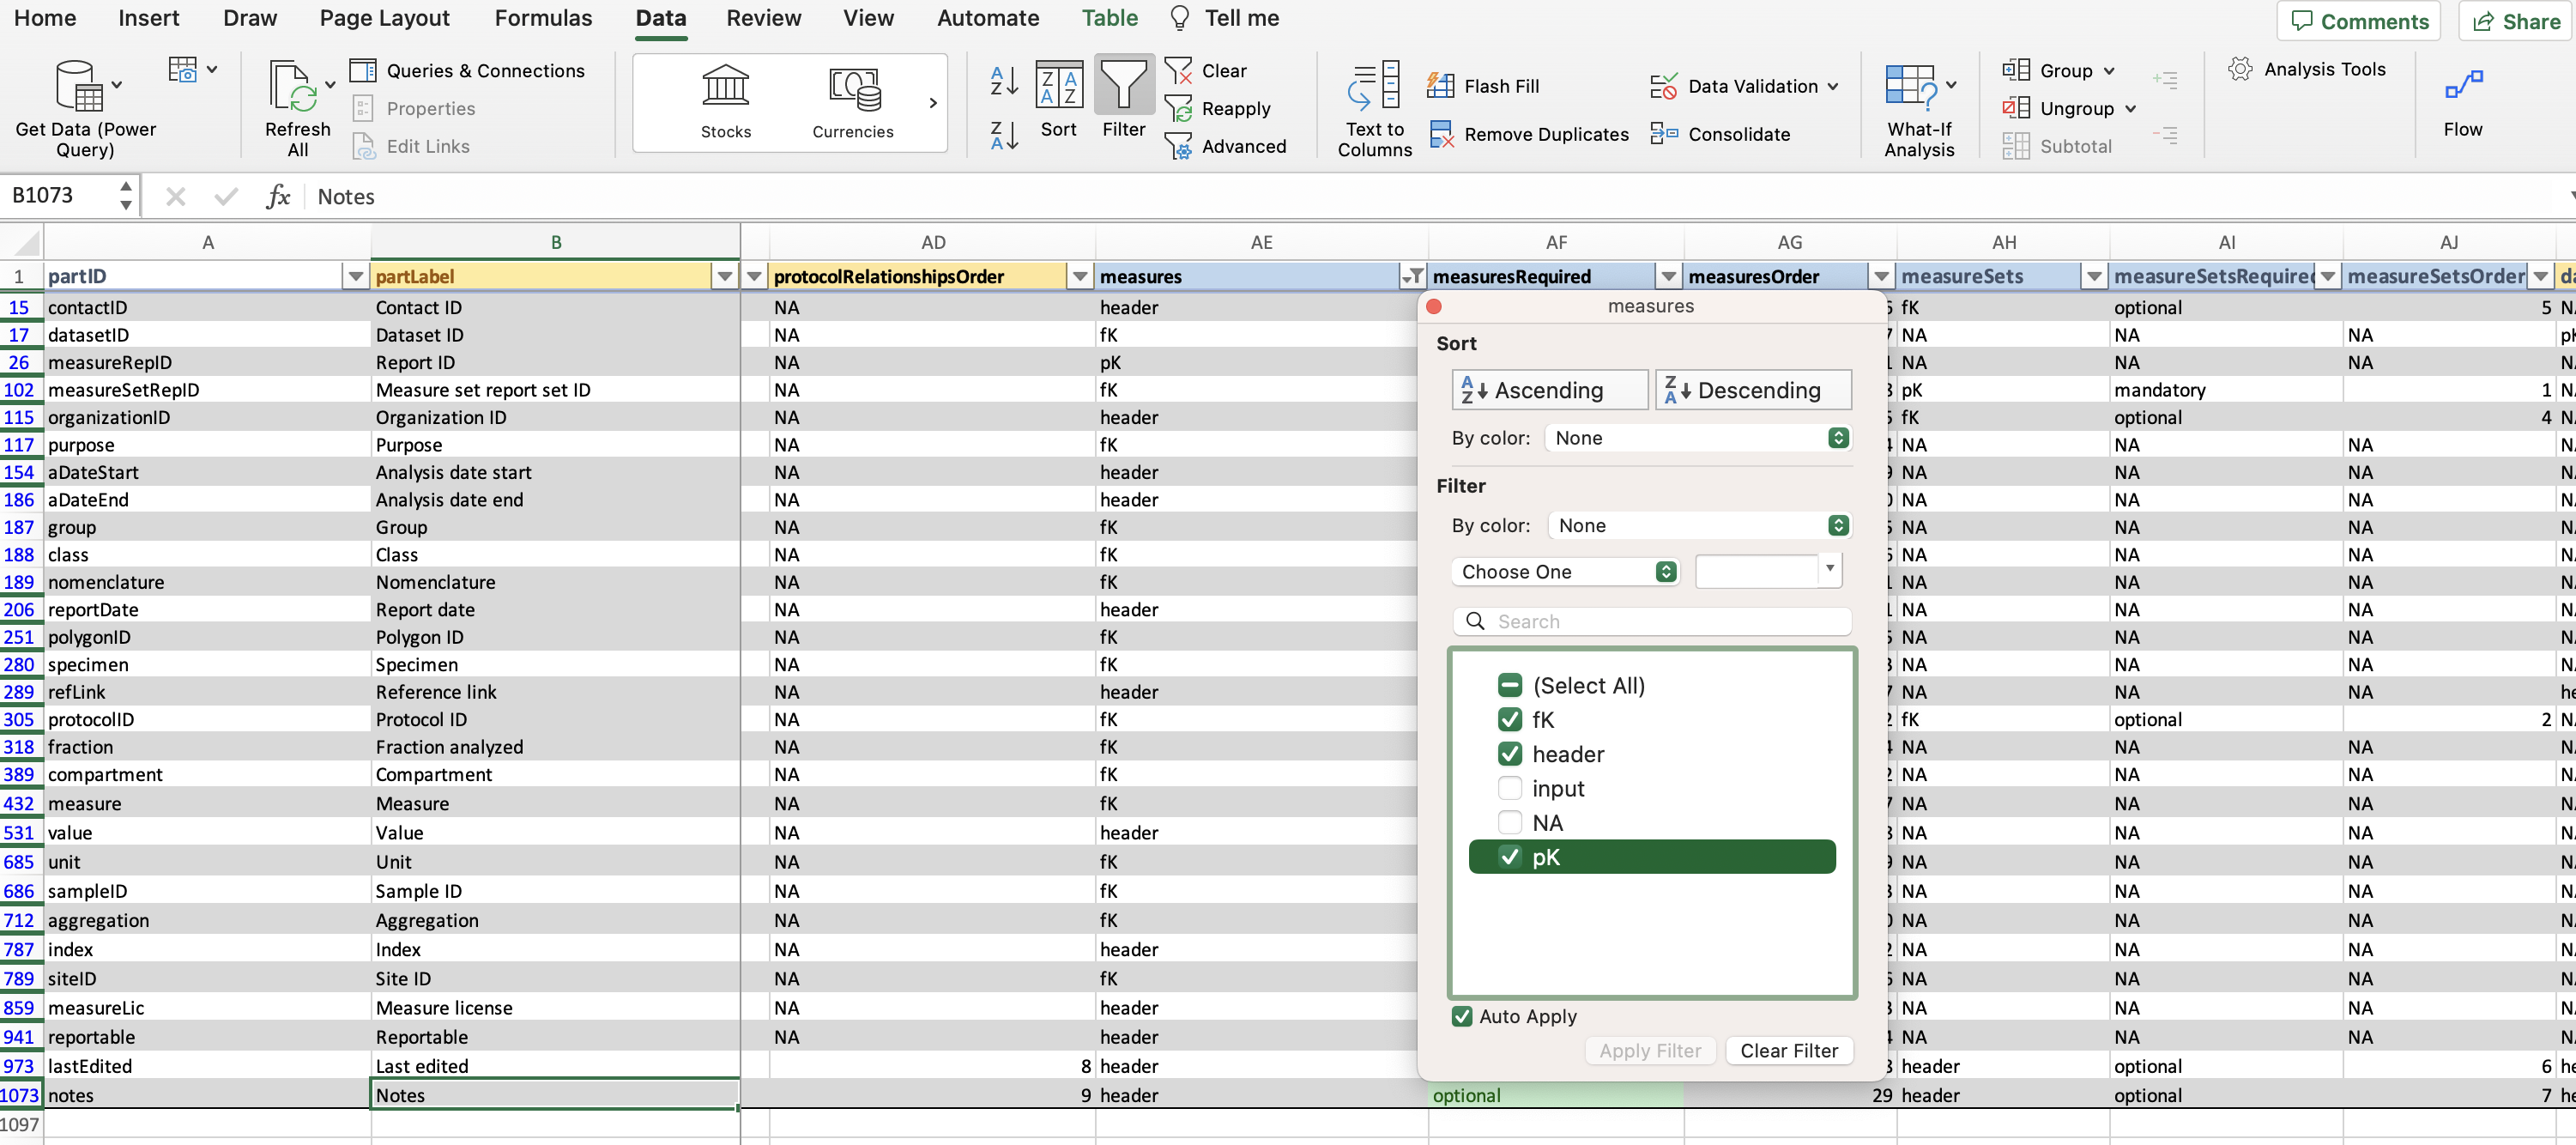 Home Insert Draw Page Layout Formulas Data Review View Automate Table Tell me Comments Share
Get Data (Power Query)
Refresh All
Queries & Connections
Properties
Edit Links
Stocks
Currencies
Sort
Filter
Clear
Reapply
Advanced
Text to Columns
Flash Fill
Remove Duplicates
Data Validation
Consolidate
What-If Analysis
Group
Ungroup
Subtotal
Analysis Tools
Flow
B1073 fx Notes
A B AD AE AF AG AH AI AJ
1 partID partLabel protocolRelationshipsOrder measures measuresRequired measuresOrder measureSets measureSetsRequired measureSetsOrder
15 contactID Contact ID NA header fK optional 5
17 datasetID Dataset ID NA fK NA NA NA
26 measureRepID Report ID NA pK NA NA NA
102 measureSetRepID Measure set report set ID NA fK pK mandatory 1
115 organizationID Organization ID NA header fK optional 4
117 purpose Purpose NA fK NA NA NA
154 aDateStart Analysis date start NA header NA NA NA
186 aDateEnd Analysis date end NA header NA NA NA
187 group Group NA fK NA NA NA
188 class Class NA fK NA NA NA
189 nomenclature Nomenclature NA fK NA NA NA
206 reportDate Report date NA header NA NA NA
251 polygonID Polygon ID NA fK NA NA NA
280 specimen Specimen NA fK NA NA NA
289 refLink Reference link NA header NA NA NA
305 protocolID Protocol ID NA fK fK optional 2
318 fraction Fraction analyzed NA fK NA NA NA
389 compartment Compartment NA fK NA NA NA
432 measure Measure NA fK NA NA NA
531 value Value NA header NA NA NA
685 unit Unit NA fK NA NA NA
686 sampleID Sample ID NA fK NA NA NA
712 aggregation Aggregation NA fK NA NA NA
787 index Index NA header NA NA NA
789 siteID Site ID NA fK NA NA NA
859 measureLic Measure license NA header NA NA NA
941 reportable Reportable NA header NA NA NA
973 lastEdited Last edited 8 header header optional 6
1073 notes Notes 9 header optional 29 header optional 7
1097
measures
Sort
Ascending Descending
By color: None
Filter
By color: None
Choose One
Search
(Select All)
fK
header
input
NA
pK
Auto Apply
Apply Filter Clear Filter